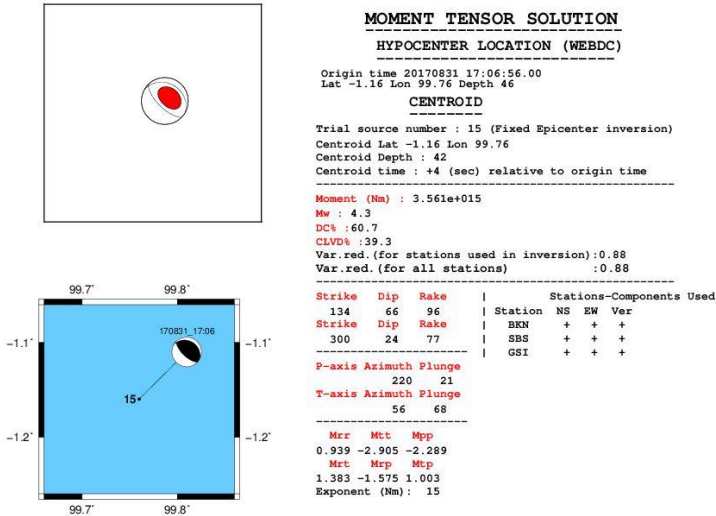 MOMENT TENSOR SOLUTION
HYPOCENTER LOCATION (WEBDC)
Origin time 20170831 17:06:56.00
Lat -1.16 Lon 99.76 Depth 46
CENTROID
Trial source number : 15 (Fixed Epicenter inversion)
Centroid Lat -1.16 Lon 99.76
Centroid Depth : 42
Centroid time : +4 (sec) relative to origin time
Moment (Nm) : 3.561e+015
Mw : 4.3
DC% :60.7
CLVD% :39.3
Var.red.(for stations used in inversion):0.88
Var.red.(for all stations) :0.88
Strike Dip Rake | Stations-Components Used
134 66 96 | Station NS EW Ver
Strike Dip Rake | BKN + + +
300 24 77 | SBS + + +
| GSI + + +
P-axis Azimuth Plunge
220 21
T-axis Azimuth Plunge
56 68
Mrr Mtt Mpp
0.939 -2.905 -2.289
Mrt Mrp Mtp
1.383 -1.575 1.003
Exponent (Nm): 15
99.7° 99.8°
170831_17:06
-1.1° -1.1°
15
-1.2° -1.2°
99.7° 99.8°